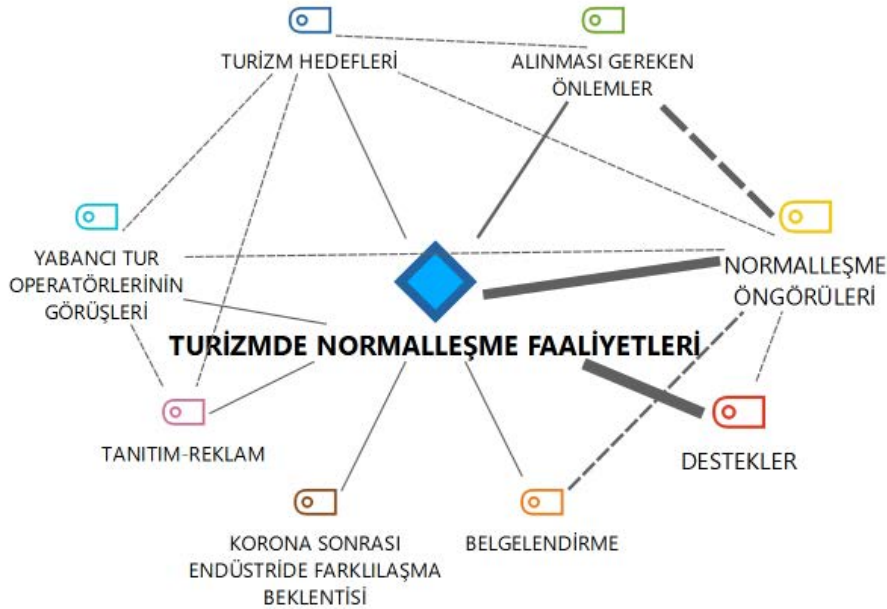 TURİZM HEDEFLERİ
ALINMASI GEREKEN
ÖNLEMLER
YABANCI TUR
OPERATÖRLERİNİN
GÖRÜŞLERİ
NORMALLEŞME
ÖNGÖRÜLERİ
TURİZMDE NORMALLEŞME FAALİYETLERİ
TANITIM-REKLAM
DESTEKLER
KORONA SONRASI
ENDÜSTRİDE FARKLILAŞMA
BEKLENTİSİ
BELGELENDİRME